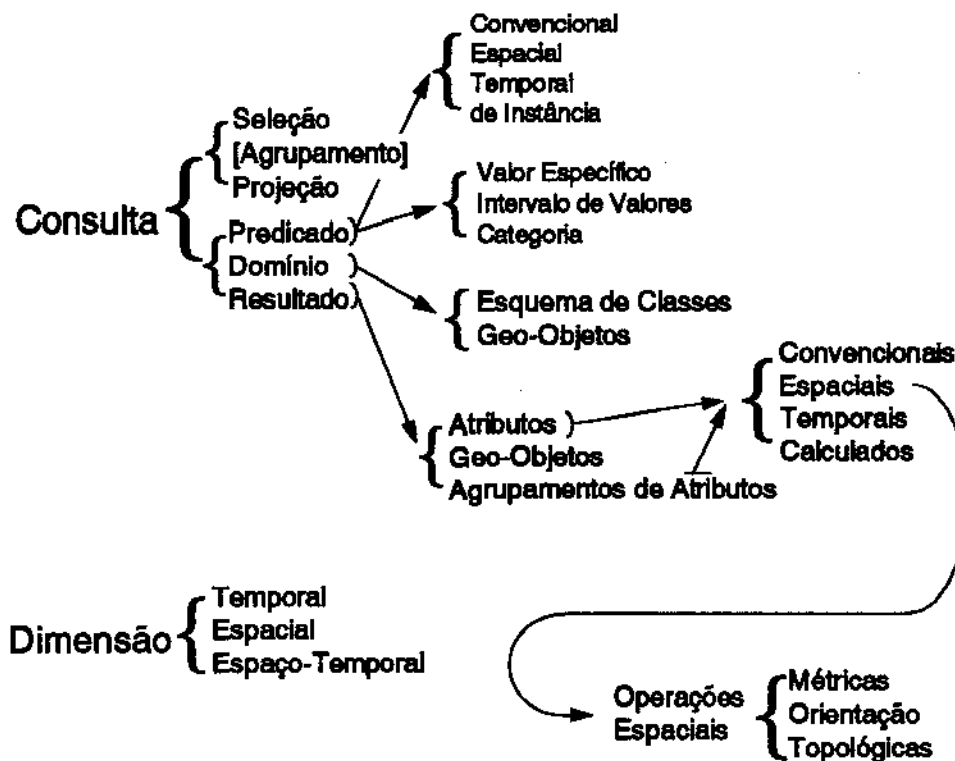 Convencional
Espacial
Temporal
de Instância
Seleção
[Agrupamento]
Projeção
Consulta
Predicado
Domínio
Resultado
Valor Específico
Intervalo de Valores
Categoria
Esquema de Classes
Geo-Objetos
Atributos
Geo-Objetos
Agrupamentos de Atributos
Convencionais
Espaciais
Temporais
Calculados
Dimensão
Temporal
Espacial
Espaço-Temporal
Operações
Espaciais
Métricas
Orientação
Topológicas